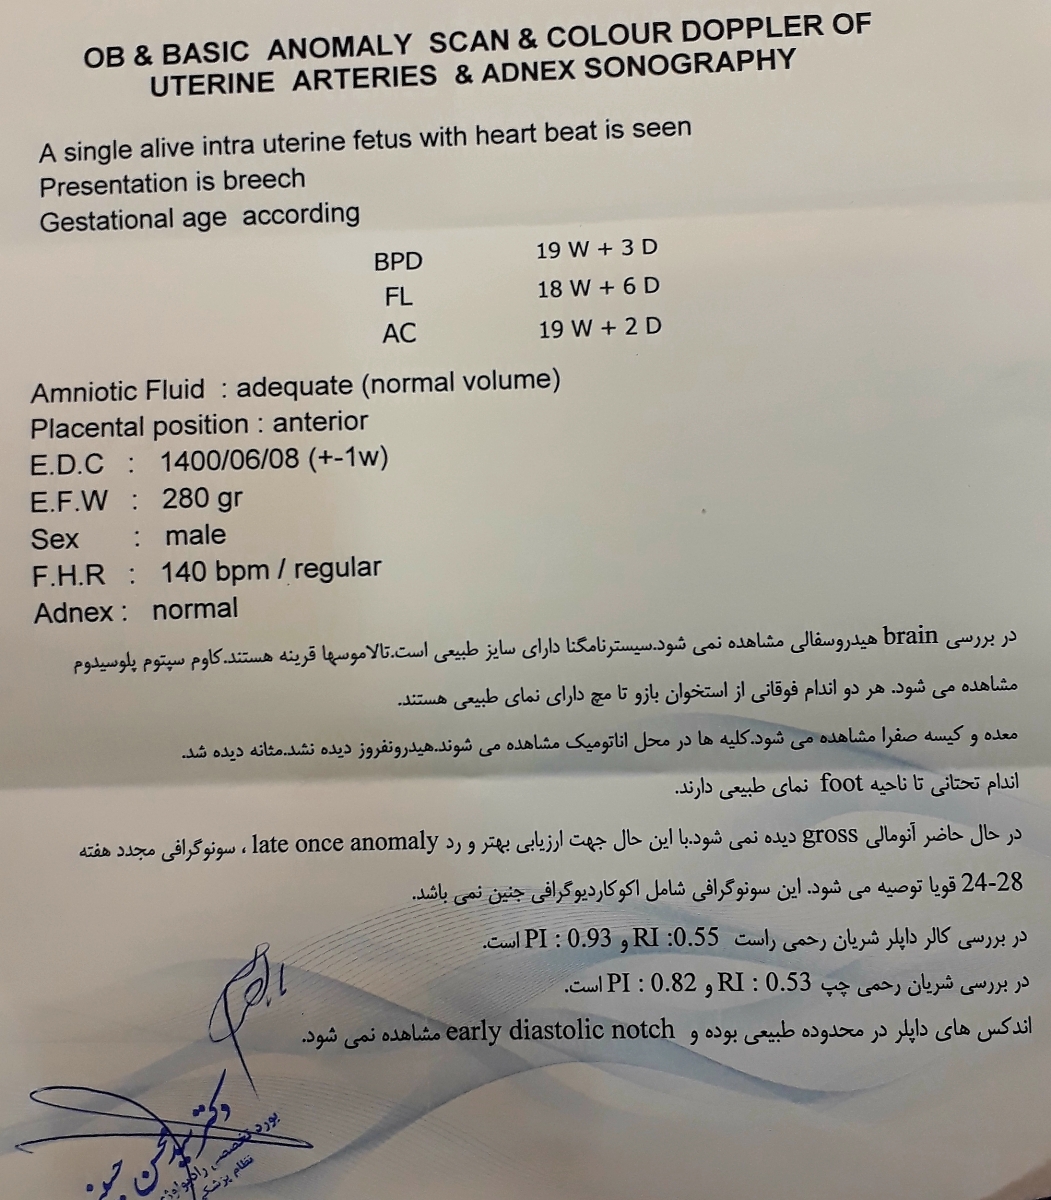 OB & BASIC ANOMALY SCAN & COLOUR DOPPLER OF
UTERINE ARTERIES & ADNEX SONOGRAPHY
A single alive intra uterine fetus with heart beat is seen
Presentation is breech
Gestational age according
BPD 19 W + 3 D
FL 18 W + 6 D
AC 19 W + 2 D
Amniotic Fluid : adequate (normal volume)
Placental position : anterior
E.D.C : 1400/06/08 (+-1w)
E.F.W : 280 gr
Sex : male
F.H.R : 140 bpm / regular
Adnex : normal
در بررسی brain هیدروسفالی مشاهده نمی شود.سیسترنامگنا دارای سایز طبیعی است.تالاموسها قرینه هستند.کاوم سپتوم پلوسیدوم
مشاهده می شود. هر دو اندام فوقانی از استخوان بازو تا مچ دارای نمای طبیعی هستند.
معده و کیسه صفرا مشاهده می شود.کلیه ها در محل اناتومیک مشاهده می شوند.هیدرونفروز دیده نشد.مثانه دیده شد.
اندام تحتانی تا ناحیه foot نمای طبیعی دارند.
در حال حاضر آنومالی gross دیده نمی شود.با این حال جهت ارزیابی بهتر و رد late once anomaly ، سونوگرافی مجدد هفته
24-28 قویا توصیه می شود. این سونوگرافی شامل اکوکاردیوگرافی جنین نمی باشد.
در بررسی کالر داپلر شریان رحمی راست RI :0.55 و PI : 0.93 است.
در بررسی شریان رحمی چپ RI : 0.53 و PI : 0.82 است.
اندکس های داپلر در محدوده طبیعی بوده و early diastolic notch مشاهده نمی شود.
دکتر سید محسن
بورد تخصصی رادیولوژی
نظام پزشکی